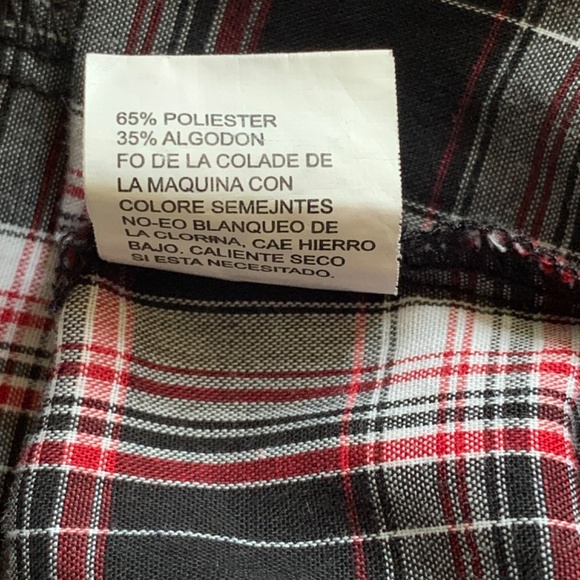 65% POLIESTER
35% ALGODON
FO DE LA COLADE DE
LA MAQUINA CON
COLORE SEMEJNTES
NO-EO BLANQUEO DE
LA CLORINA, CAE HIERRO
BAJO, CALIENTE SECO
SI ESTA NECESITADO.